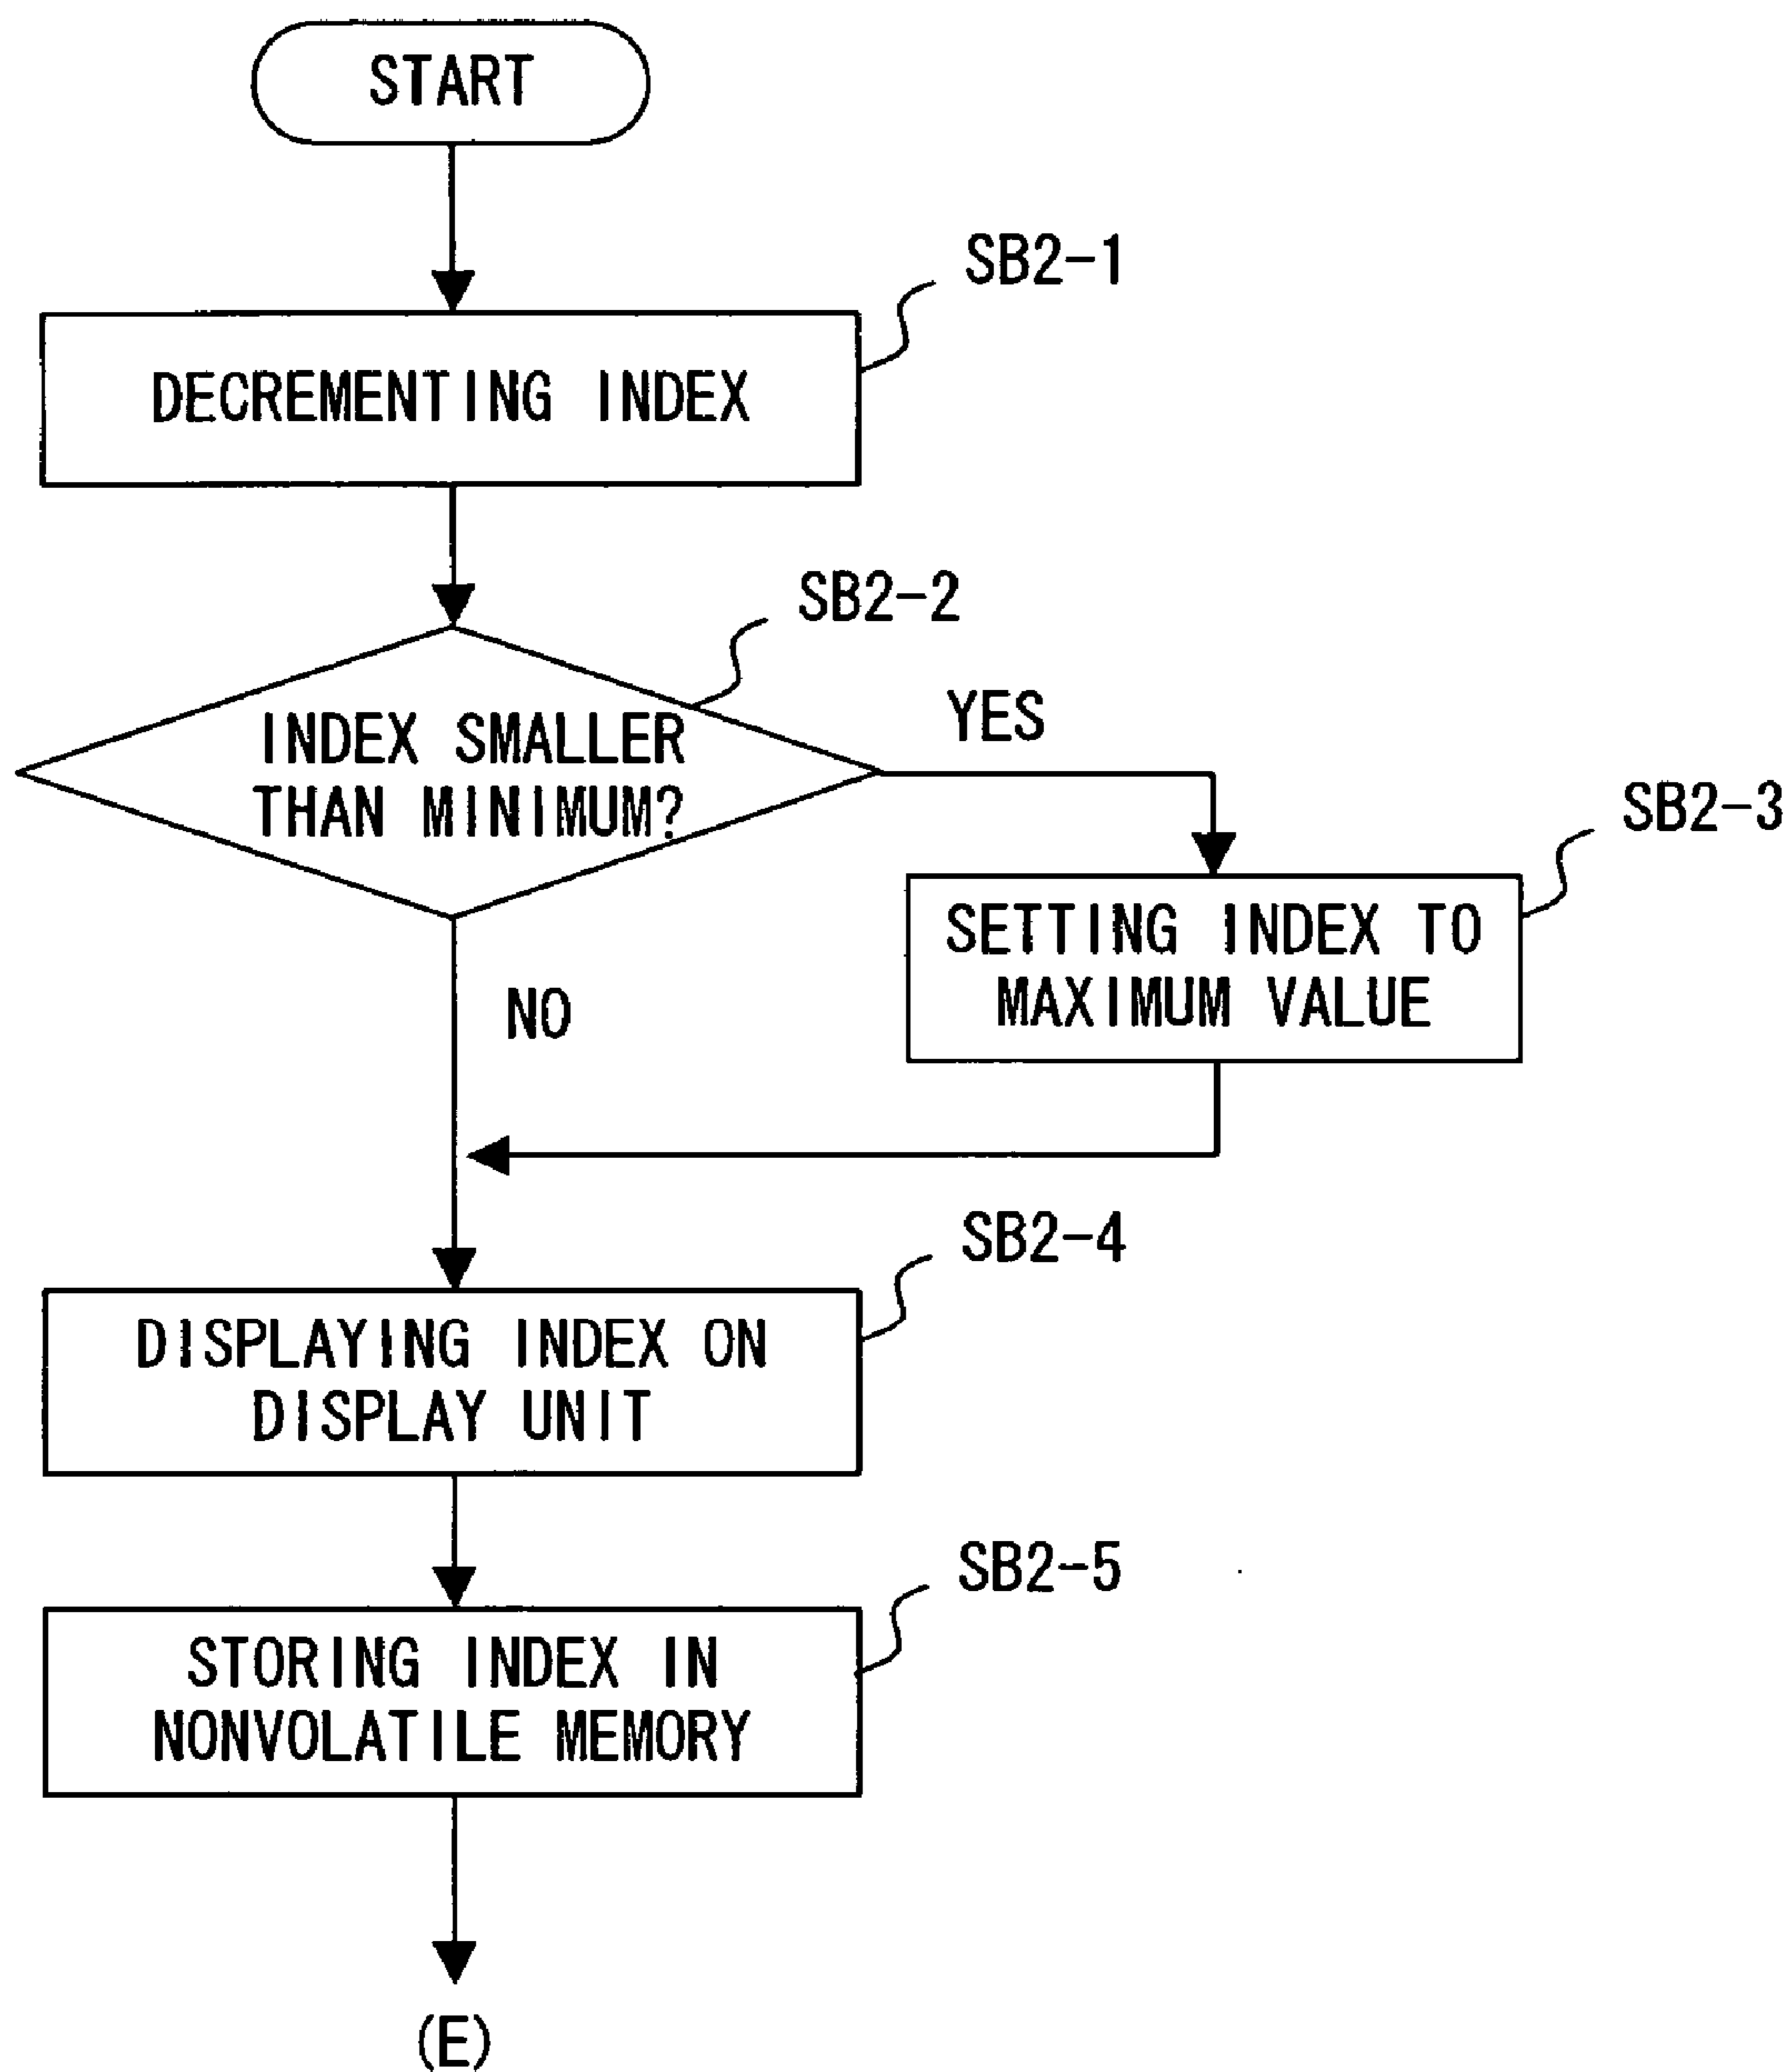 START
SB2-1
DECREMENTING INDEX
SB2-2
INDEX SMALLER
THAN MINIMUM?
YES
SB2-3
SETTING INDEX TO
MAXIMUM VALUE
NO
SB2-4
DISPLAYING INDEX ON
DISPLAY UNIT
SB2-5
STORING INDEX IN
NONVOLATILE MEMORY
(E)